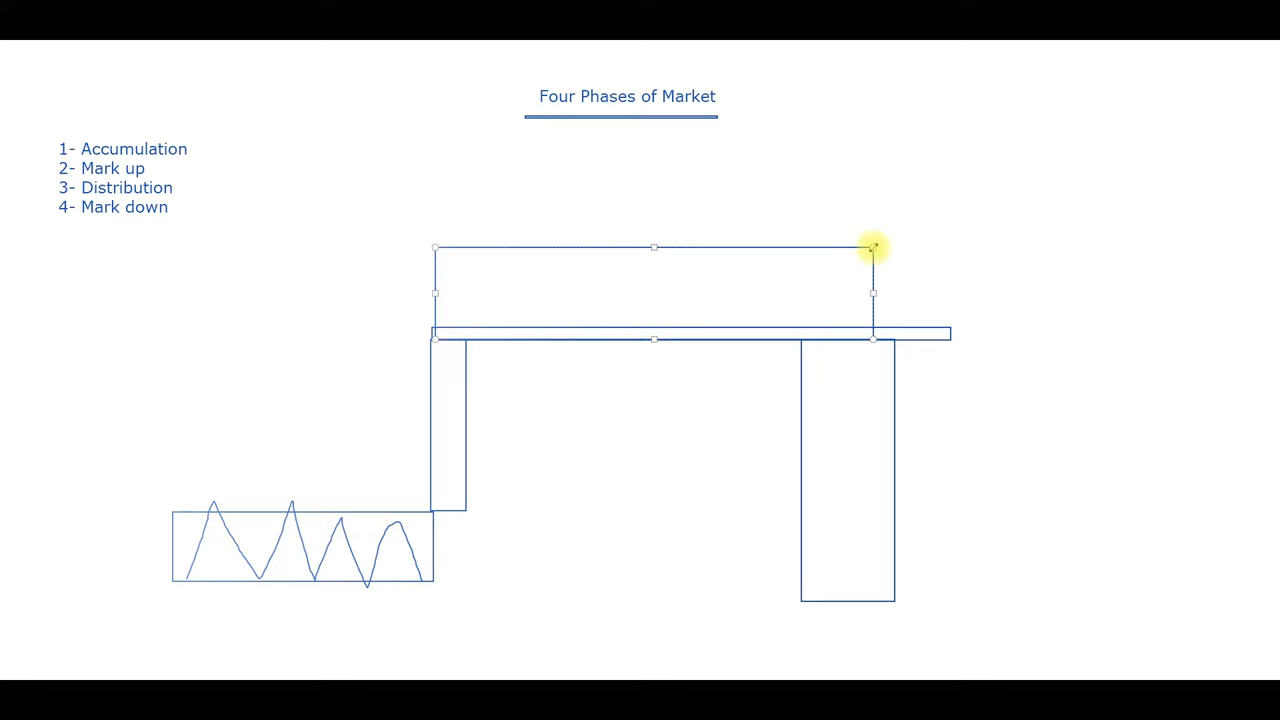 Four Phases of Market
1- Accumulation
2- Mark up
3- Distribution
4- Mark down